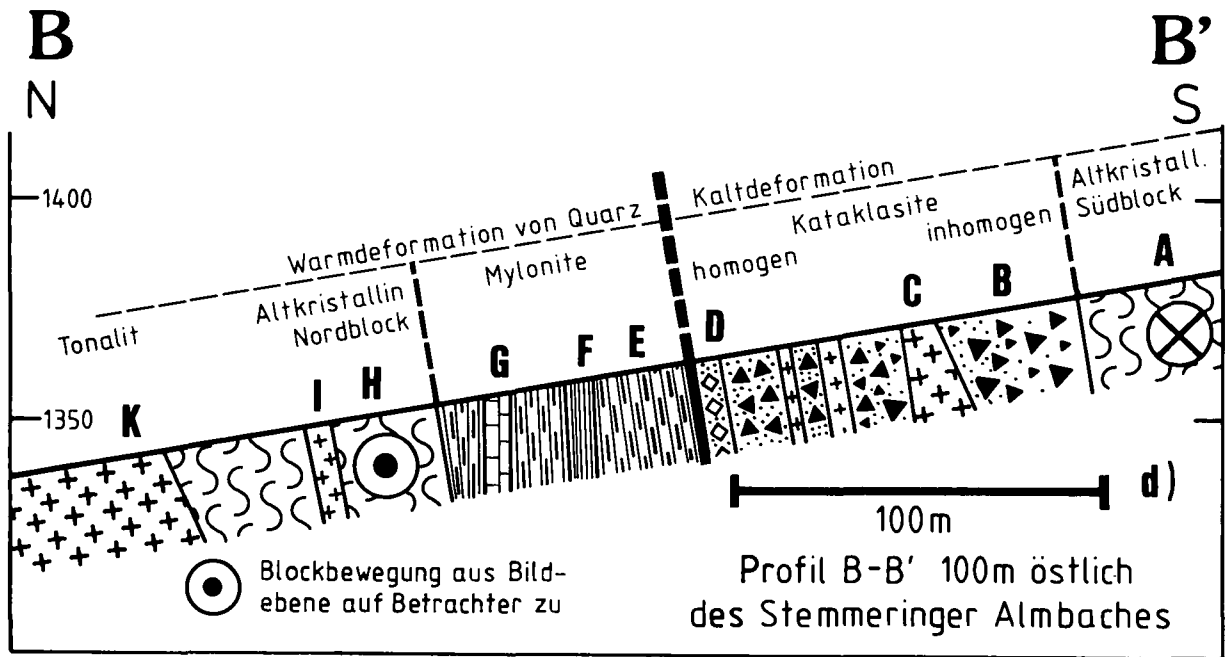 B
B'
N
S
1400
Altkristall.
Südblock
Kaltdeformation
Kataklasite
inhomogen
homogen
Warmdeformation von Quarz
Mylonite
Altkristallin
Nordblock
Tonalit
A
B
C
D
E
F
G
H
I
K
1350
d)
100m
Blockbewegung aus Bild-
ebene auf Betrachter zu
Profil B-B' 100m östlich
des Stemmeringer Almbaches